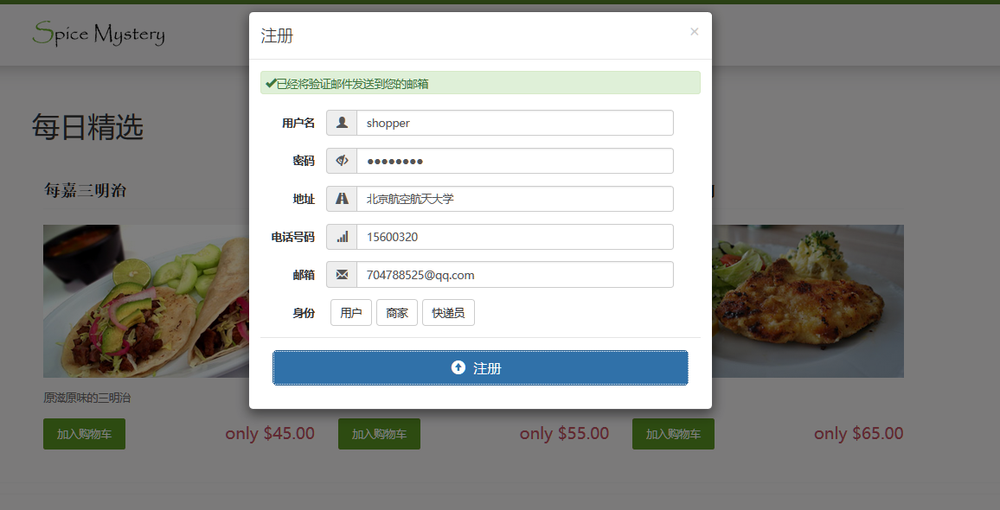 Spice Mystery
注册
×
已经将验证邮件发送到您的邮箱
用户名 shopper
密码 ●●●●●●●●
地址 北京航空航天大学
电话号码 15600320
邮箱 704788525@qq.com
身份 用户 商家 快递员
注册
每日精选
每嘉三明治
原滋原味的三明治
加入购物车 only $45.00 加入购物车 only $55.00 加入购物车 only $65.00